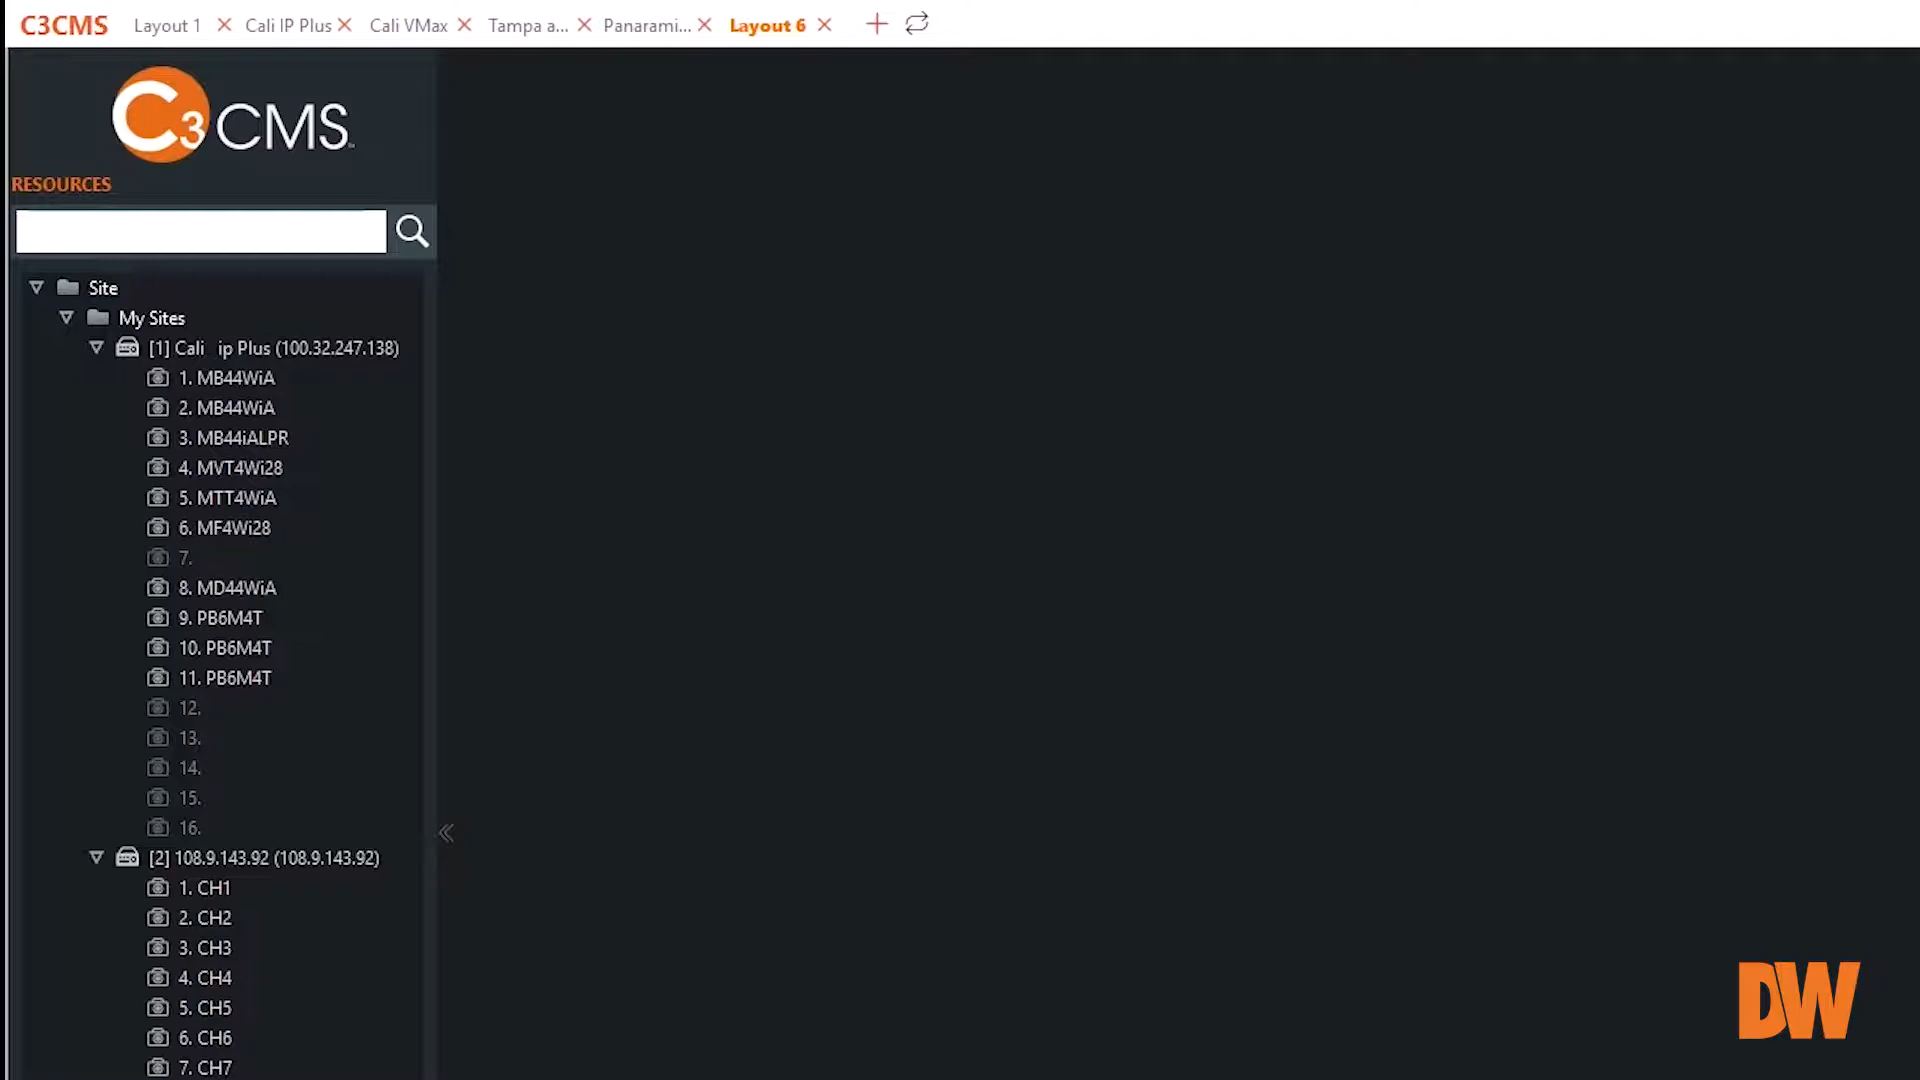 C3CMS Layout 1 Cali IP Plus Cali VMax Tampa a... Panarami... Layout 6
C3 CMS
RESOURCES
Site
My Sites
[1] Cali ip Plus (100.32.247.138)
1. MB44WiA
2. MB44WiA
3. MB44iALPR
4. MVT4Wi28
5. MTT4WiA
6. MF4Wi28
7.
8. MD44WiA
9. PB6M4T
10. PB6M4T
11. PB6M4T
12.
13.
14.
15.
16.
[2] 108.9.143.92 (108.9.143.92)
1. CH1
2. CH2
3. CH3
4. CH4
5. CH5
6. CH6
7. CH7
DW